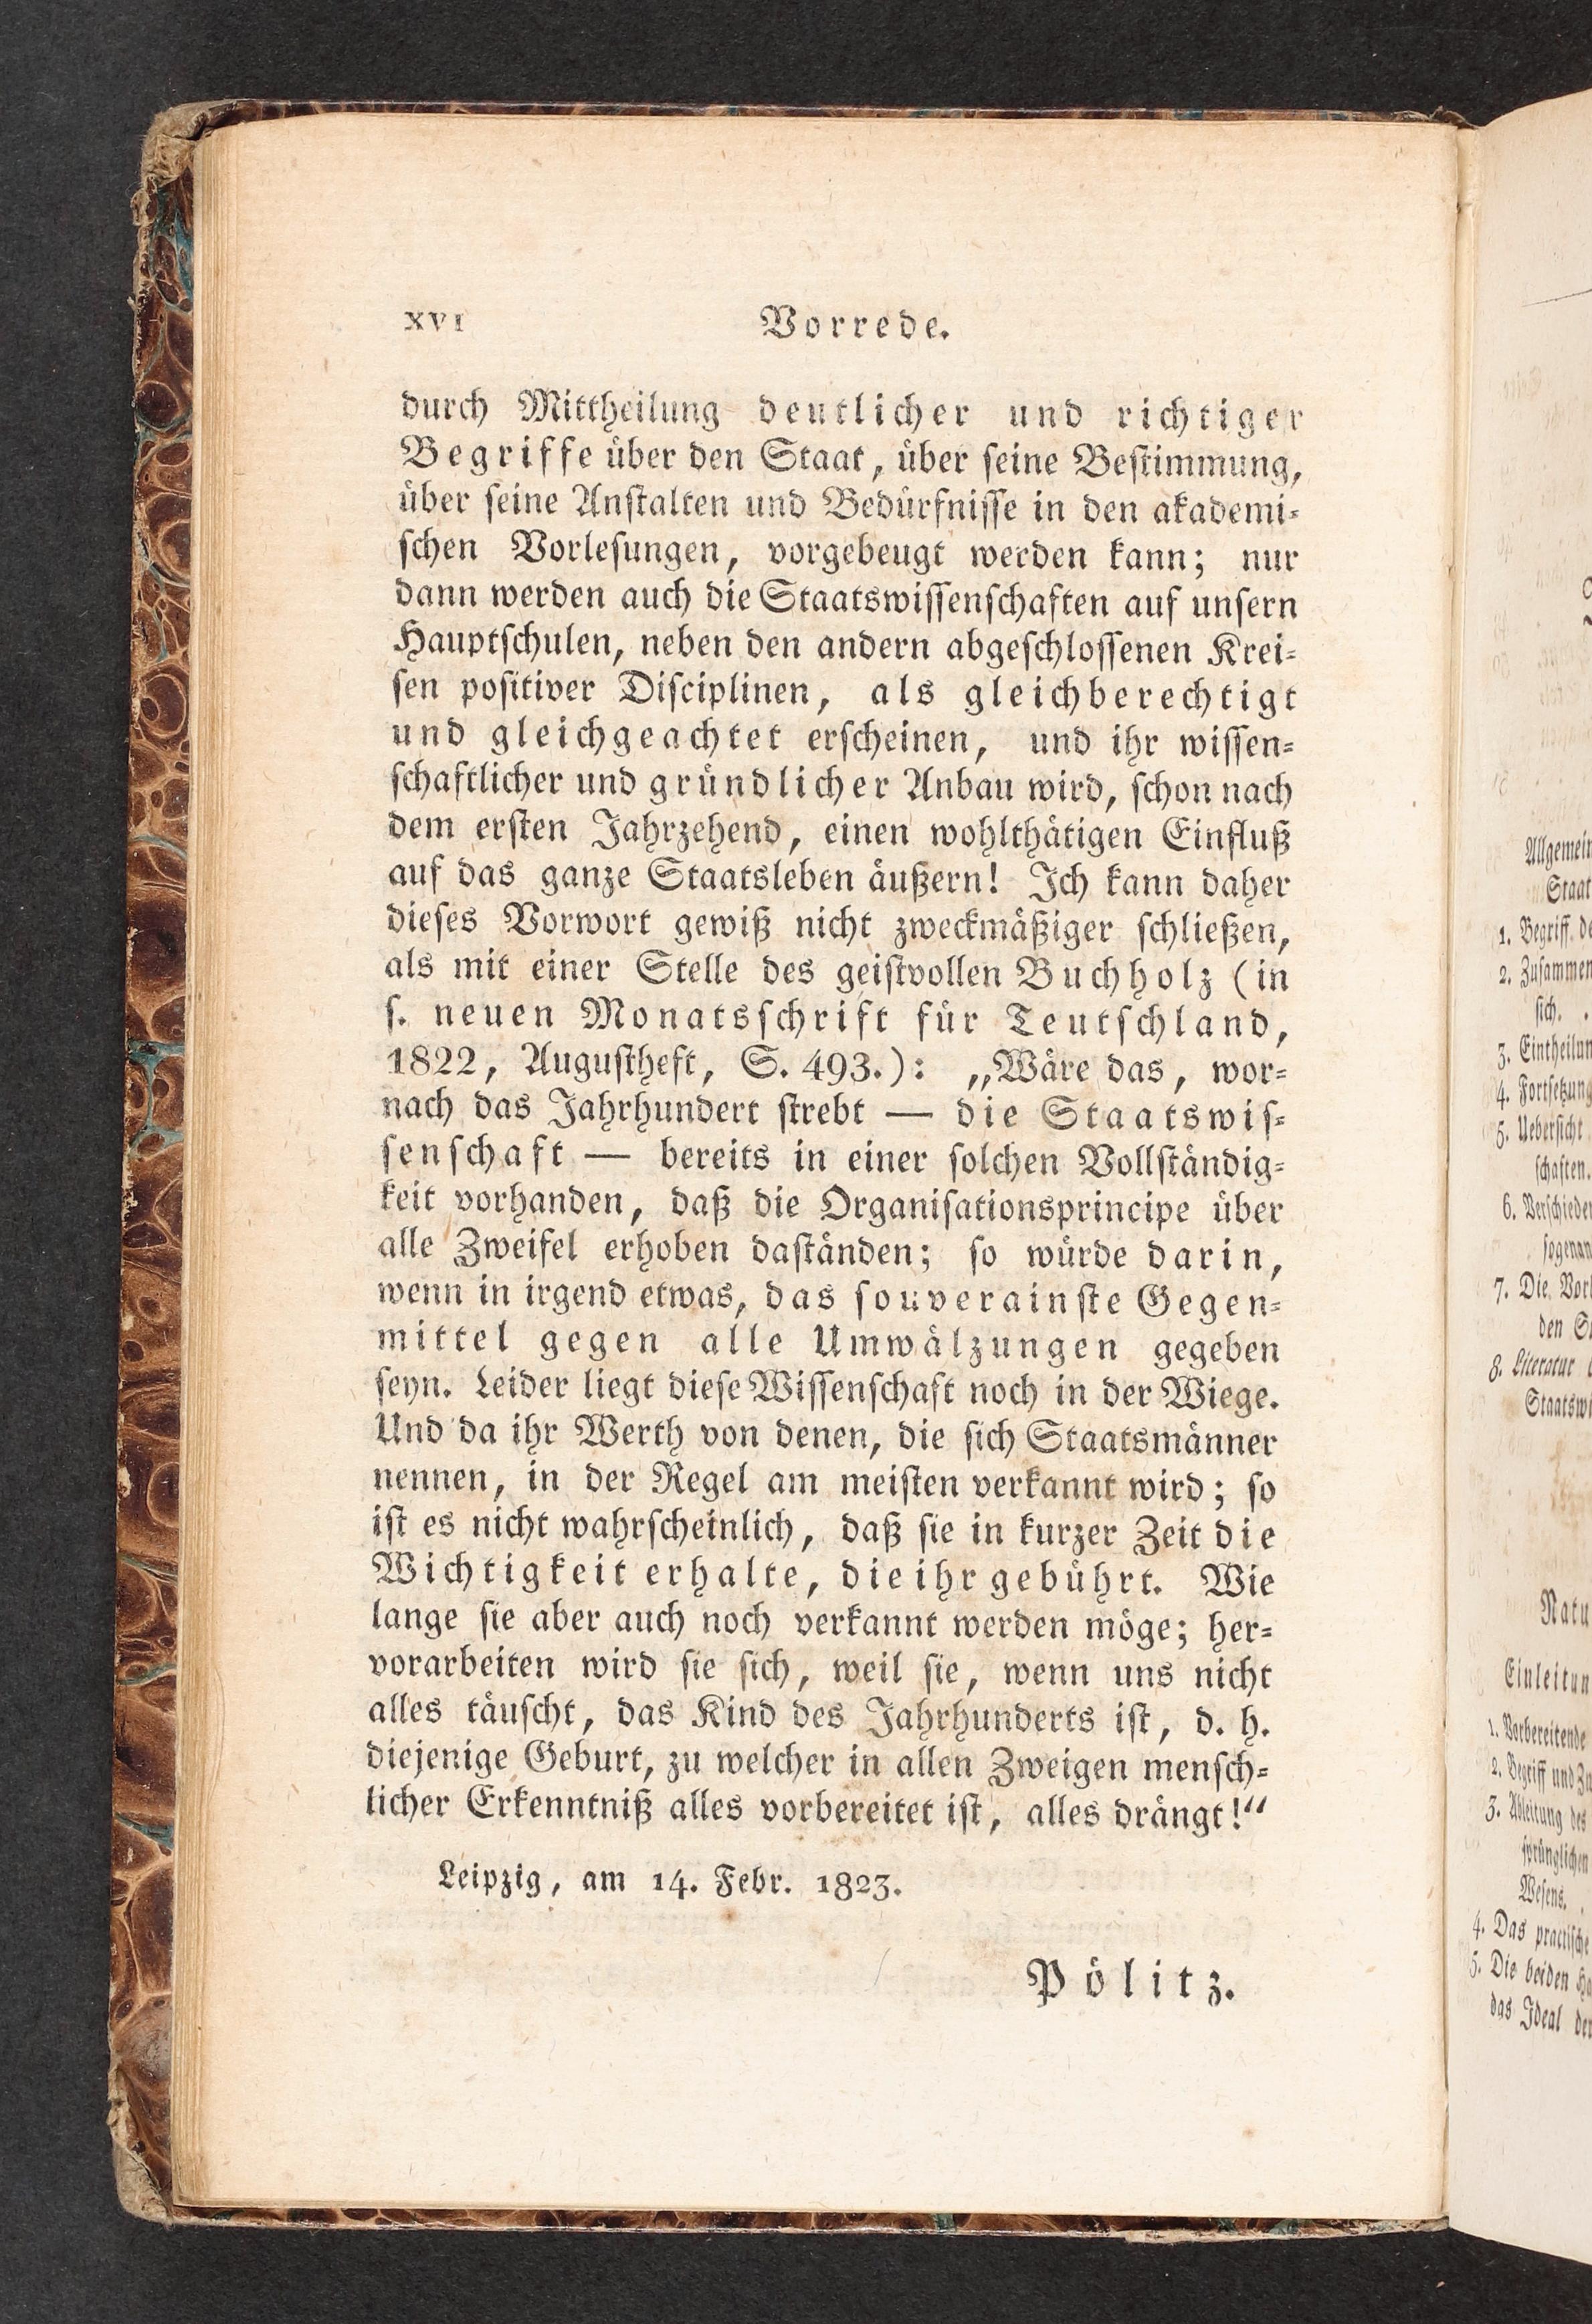 XVI Vorrede.
durch Mittheilung deutlicher und richtiger
Begriffe über den Staat, über seine Bestimmung,
über seine Anstalten und Bedürfnisse in den akademi-
schen Vorlesungen, vorgebeugt werden kann; nur
dann werden auch die Staatswissenschaften auf unsern
Hauptschulen, neben den andern abgeschlossenen Krei-
sen positiver Disciplinen, als gleichberechtigt
und gleichgeachtet erscheinen, und ihr wissen-
schaftlicher und gründlicher Anbau wird, schon nach
dem ersten Jahrzehend, einen wohlthätigen Einfluß
auf das ganze Staatsleben äußern! Ich kann daher
dieses Vorwort gewiß nicht zweckmäßiger schließen,
als mit einer Stelle des geistvollen Buchholz (in
s. neuen Monatsschrift für Teutschland,
1822, Augustheft, S. 493.): „Wäre das, wor-
nach das Jahrhundert strebt — die Staatswis-
senschaft — bereits in einer solchen Vollständig-
keit vorhanden, daß die Organisationsprincipe über
alle Zweifel erhoben daständen; so würde darin,
wenn in irgend etwas, das souverainste Gegen-
mittel gegen alle Umwälzungen gegeben
seyn. Leider liegt diese Wissenschaft noch in der Wiege.
Und da ihr Werth von denen, die sich Staatsmänner
nennen, in der Regel am meisten verkannt wird; so
ist es nicht wahrscheinlich, daß sie in kurzer Zeit die
Wichtigkeit erhalte, die ihr gebührt. Wie
lange sie aber auch noch verkannt werden möge; her-
vorarbeiten wird sie sich, weil sie, wenn uns nicht
alles täuscht, das Kind des Jahrhunderts ist, d. h.
diejenige Geburt, zu welcher in allen Zweigen mensch-
licher Erkenntniß alles vorbereitet ist, alles drängt!“
Leipzig, am 14. Febr. 1823.
Pölitz.
Allgemein
Staat
1. Begriff de
2. Zusammen
sich.
3. Eintheilun
4. Fortsetzung
5. Uebersicht
schaften.
6. Verschieden
sogenan
7. Die Vor
den S
8. Literatur
Staatswi
Natu
Einleitun
1. Vorbereitende
2. Begriff und Zu
3. Ableitung des
sprünglichen
Wesens.
4. Das practische
5. Die beiden Ha
das Ideal der